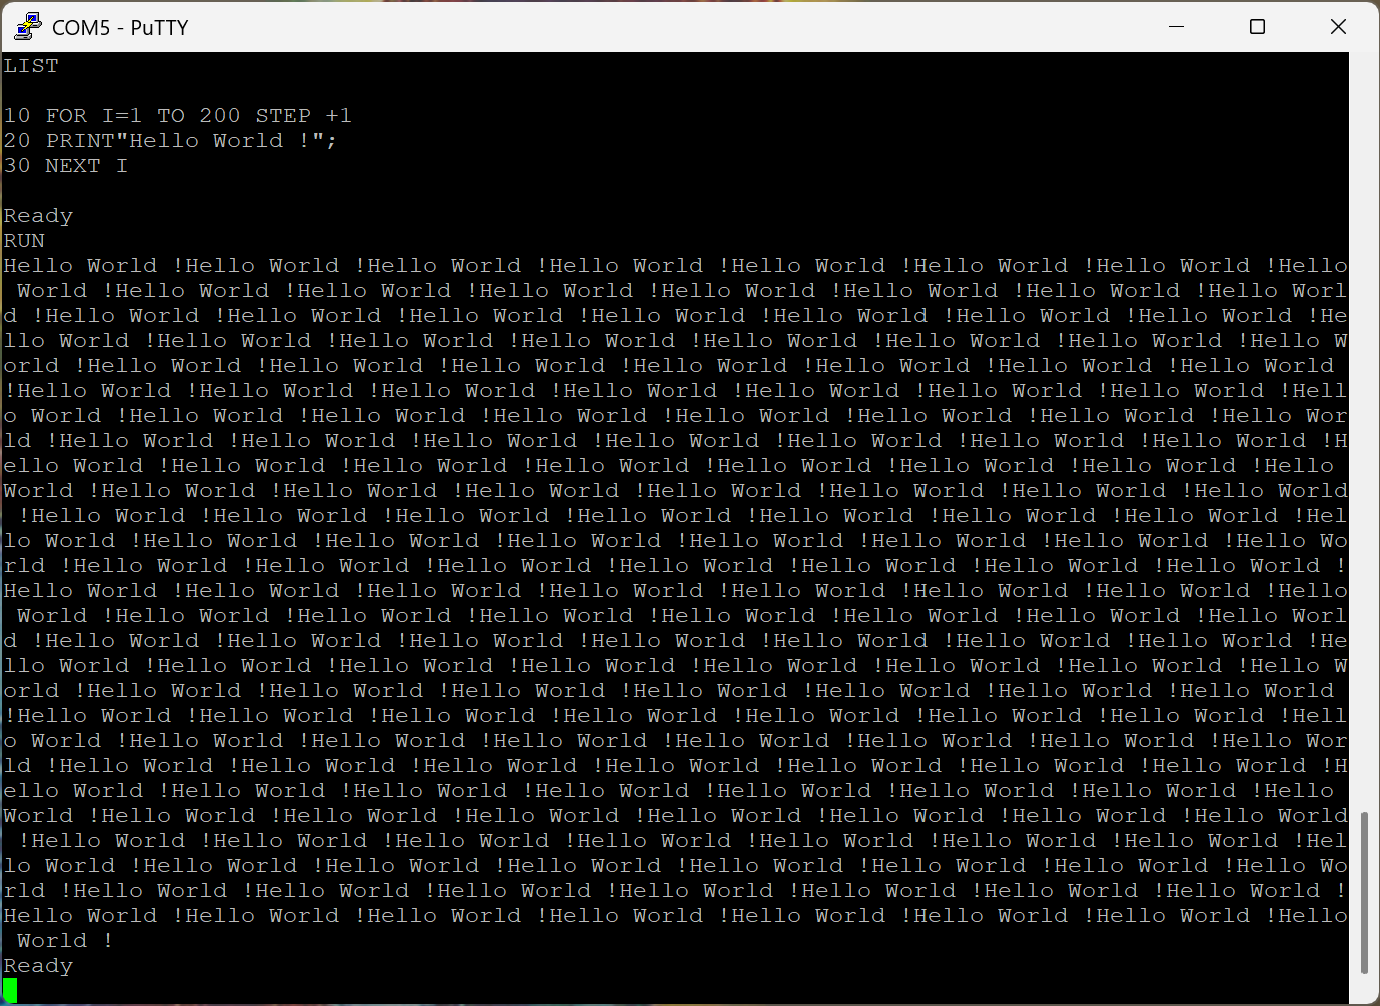 COM5 - PuTTY
LIST
10 FOR I=1 TO 200 STEP +1
20 PRINT"Hello World !";
30 NEXT I
Ready
RUN
Hello World !Hello World !Hello World !Hello World !Hello World !Hello World !Hello World !Hello
 World !Hello World !Hello World !Hello World !Hello World !Hello World !Hello World !Hello Worl
d !Hello World !Hello World !Hello World !Hello World !Hello World !Hello World !Hello World !He
llo World !Hello World !Hello World !Hello World !Hello World !Hello World !Hello World !Hello W
orld !Hello World !Hello World !Hello World !Hello World !Hello World !Hello World !Hello World 
!Hello World !Hello World !Hello World !Hello World !Hello World !Hello World !Hello World !Hell
o World !Hello World !Hello World !Hello World !Hello World !Hello World !Hello World !Hello Wor
ld !Hello World !Hello World !Hello World !Hello World !Hello World !Hello World !Hello World !H
ello World !Hello World !Hello World !Hello World !Hello World !Hello World !Hello World !Hello 
World !Hello World !Hello World !Hello World !Hello World !Hello World !Hello World !Hello World
 !Hello World !Hello World !Hello World !Hello World !Hello World !Hello World !Hello World !Hel
lo World !Hello World !Hello World !Hello World !Hello World !Hello World !Hello World !Hello Wo
rld !Hello World !Hello World !Hello World !Hello World !Hello World !Hello World !Hello World !
Hello World !Hello World !Hello World !Hello World !Hello World !Hello World !Hello World !Hello
 World !Hello World !Hello World !Hello World !Hello World !Hello World !Hello World !Hello Worl
d !Hello World !Hello World !Hello World !Hello World !Hello World !Hello World !Hello World !He
llo World !Hello World !Hello World !Hello World !Hello World !Hello World !Hello World !Hello W
orld !Hello World !Hello World !Hello World !Hello World !Hello World !Hello World !Hello World 
!Hello World !Hello World !Hello World !Hello World !Hello World !Hello World !Hello World !Hell
o World !Hello World !Hello World !Hello World !Hello World !Hello World !Hello World !Hello Wor
ld !Hello World !Hello World !Hello World !Hello World !Hello World !Hello World !Hello World !H
ello World !Hello World !Hello World !Hello World !Hello World !Hello World !Hello World !Hello 
World !Hello World !Hello World !Hello World !Hello World !Hello World !Hello World !Hello World
 !Hello World !Hello World !Hello World !Hello World !Hello World !Hello World !Hello World !Hel
lo World !Hello World !Hello World !Hello World !Hello World !Hello World !Hello World !Hello Wo
rld !Hello World !Hello World !Hello World !Hello World !Hello World !Hello World !Hello World !
Hello World !Hello World !Hello World !Hello World !Hello World !Hello World !Hello World !Hello
 World !
Ready